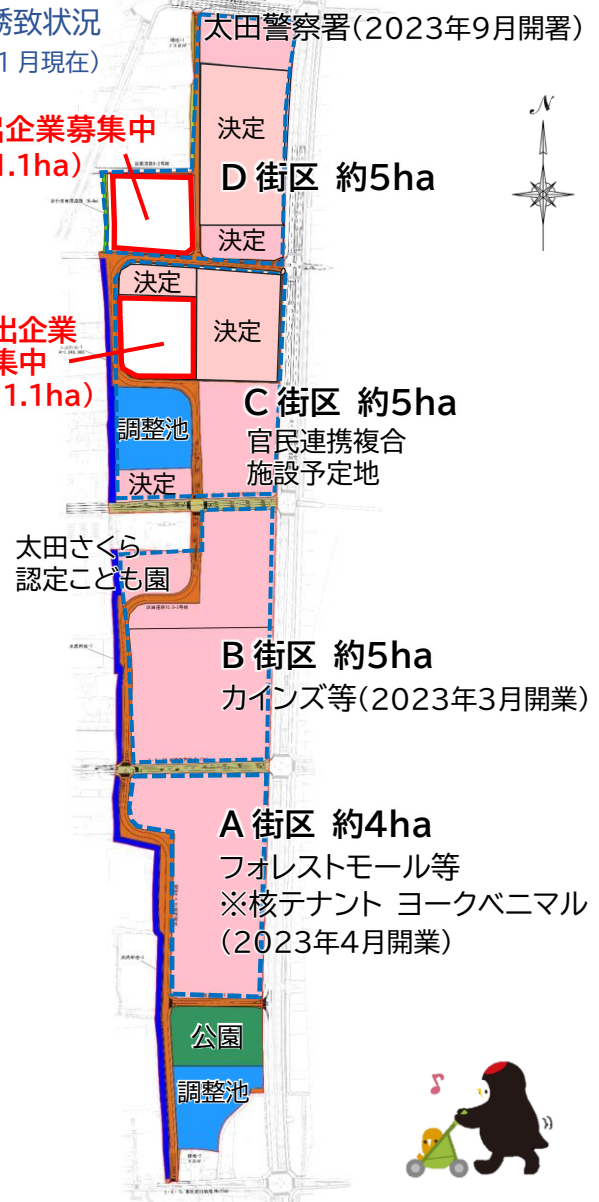 誘致状況
太田警察署(2023年9月開署)
1月現在)
出企業募集中
1.1ha)
決定
D 街区 約5ha
決定
N
決定
決定
出企業
集中
1.1ha)
C 街区 約5ha
調整池
官民連携複合
施設予定地
決定
太田さくら
認定こども園
B 街区 約5ha
カインズ等(2023年3月開業)
A 街区 約4ha
フォレストモール等
※核テナント ヨークベニマル
(2023年4月開業)
公園
調整池